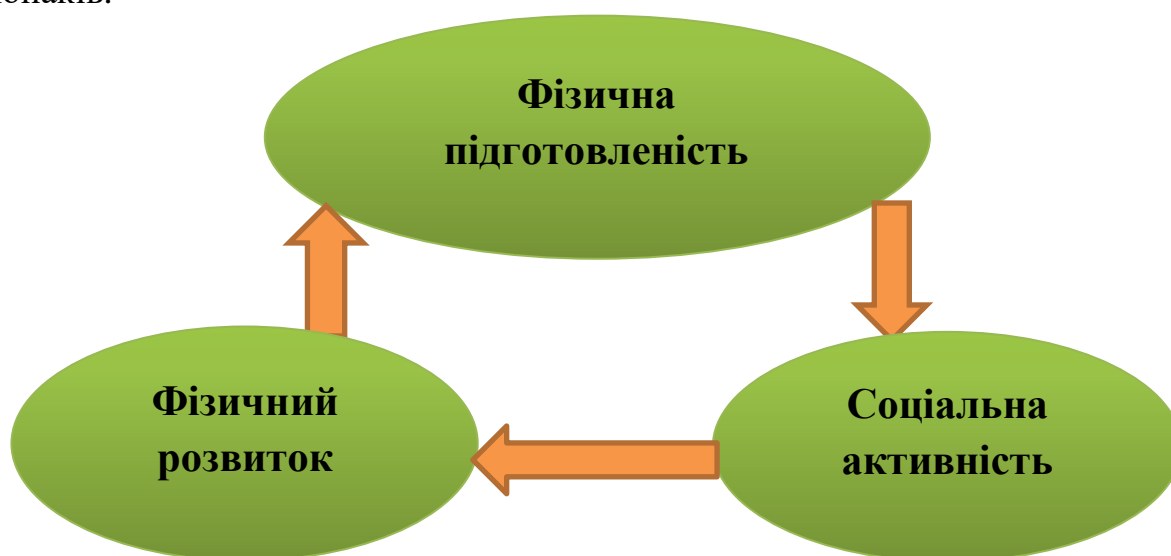 Фізична
підготовленість
Фізичний
розвиток
Соціальна
активність